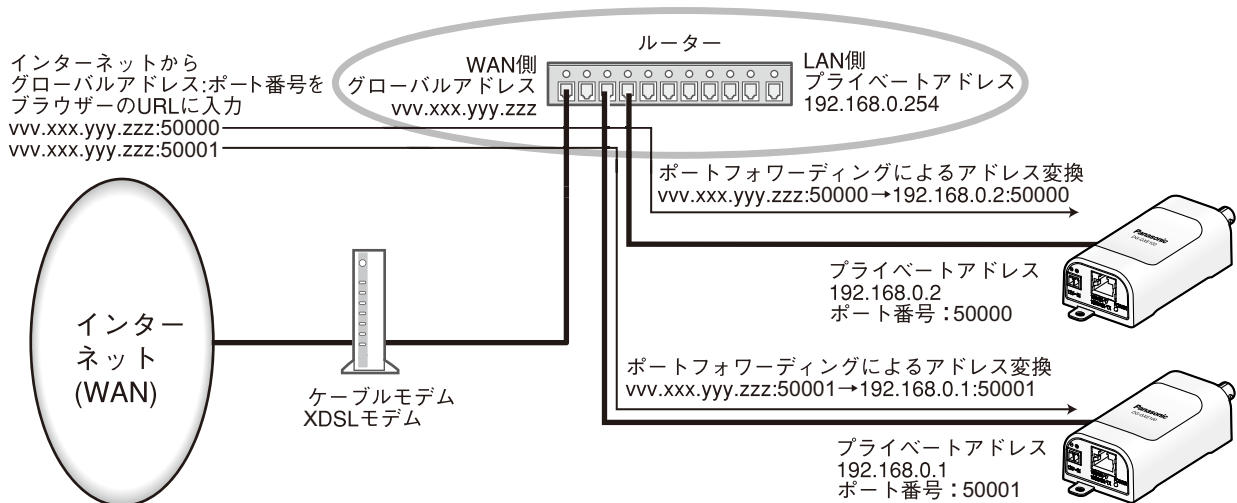 インターネットから
グローバルアドレス:ポート番号を
ブラウザーのURLに入力
vvv.xxx.yyy.zzz:50000
vvv.xxx.yyy.zzz:50001
ルーター
WAN側
グローバルアドレス
vvv.xxx.yyy.zzz
LAN側
プライベートアドレス
192.168.0.254
ポートフォワーディングによるアドレス変換
vvv.xxx.yyy.zzz:50000→192.168.0.2:50000
Panasonic
プライベートアドレス
192.168.0.2
ポート番号：50000
インター
ネット
(WAN)
ケーブルモデム
XDSLモデム
ポートフォワーディングによるアドレス変換
vvv.xxx.yyy.zzz:50001→192.168.0.1:50001
Panasonic
プライベートアドレス
192.168.0.1
ポート番号：50001